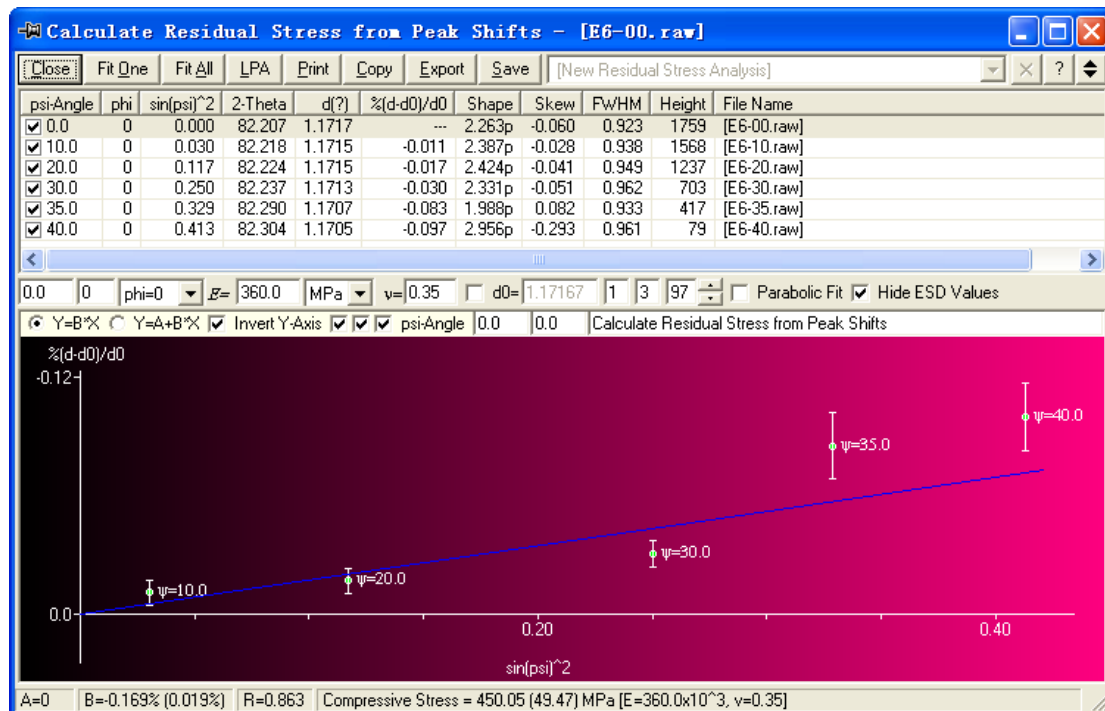 Calculate Residual Stress from Peak Shifts - [E6-00.raw]
Close Fit One Fit All LPA Print Copy Export Save [New Residual Stress Analysis] ?
psi-Angle phi sin(psi)^2 2-Theta d(?) %(d-d0)/d0 Shape Skew FWHM Height File Name
0.0 0 0.000 82.207 1.1717 --- 2.263p -0.060 0.923 1759 [E6-00.raw]
10.0 0 0.030 82.218 1.1715 -0.011 2.387p -0.028 0.938 1568 [E6-10.raw]
20.0 0 0.117 82.224 1.1715 -0.017 2.424p -0.041 0.949 1237 [E6-20.raw]
30.0 0 0.250 82.237 1.1713 -0.030 2.331p -0.051 0.962 703 [E6-30.raw]
35.0 0 0.329 82.290 1.1707 -0.083 1.988p 0.082 0.933 417 [E6-35.raw]
40.0 0 0.413 82.304 1.1705 -0.097 2.956p -0.293 0.961 79 [E6-40.raw]
0.0 0 phi=0 E= 360.0 MPa ν= 0.35 d0= 1.17167 1 3 97 Parabolic Fit Hide ESD Values
Y=B*X Y=A+B*X Invert Y-Axis psi-Angle 0.0 0.0 Calculate Residual Stress from Peak Shifts
%(d-d0)/d0
-0.12
ψ=40.0
ψ=35.0
ψ=30.0
ψ=20.0
ψ=10.0
0.0
0.20 0.40
sin(psi)^2
A=0 B=-0.169% (0.019%) R=0.863 Compressive Stress = 450.05 (49.47) MPa [E=360.0x10^3, v=0.35]